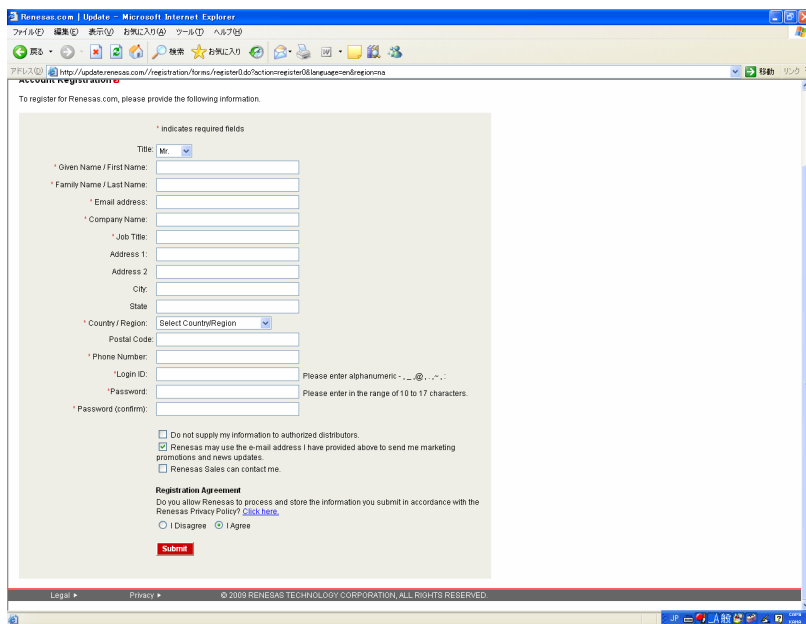 Renesas.com | Update - Microsoft Internet Explorer
ファイル(F) 編集(E) 表示(V) お気に入り(A) ツール(T) ヘルプ(H)
戻る 検索 お気に入り
アドレス(D) http://update.renesas.com//registration/forms/register0.do?action=register0&language=en&region=na 移動 リンク
Account Registration
To register for Renesas.com, please provide the following information.
* indicates required fields
Title: Mr.
* Given Name / First Name:
* Family Name / Last Name:
* Email address:
* Company Name:
* Job Title:
Address 1:
Address 2
City:
State
* Country / Region: Select Country/Region
Postal Code:
* Phone Number:
*Login ID: Please enter alphanumeric - , _ ,@ , . ,~ , :
*Password: Please enter in the range of 10 to 17 characters.
* Password (confirm):
Do not supply my information to authorized distributors.
Renesas may use the e-mail address I have provided above to send me marketing
promotions and news updates.
Renesas Sales can contact me.
Registration Agreement
Do you allow Renesas to process and store the information you submit in accordance with the
Renesas Privacy Policy? Click here.
I Disagree I Agree
Submit
Legal Privacy © 2009 RENESAS TECHNOLOGY CORPORATION, ALL RIGHTS RESERVED.
JP _A 般 CAPS
KANA